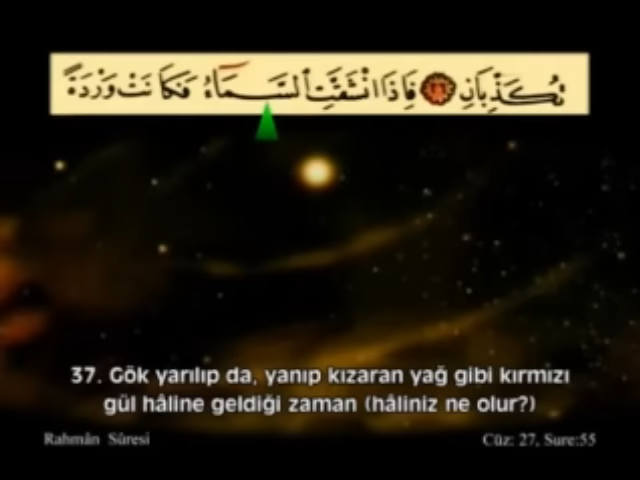 تُكَذِّبَانِ ﴿٣٦﴾ فَاِذَا انْشَقَّتِ السَّمَٓاءُ فَكَانَتْ وَرْدَةً
37. Gök yarılıp da, yanıp kızaran yağ gibi kırmızı
gül hâline geldiği zaman (hâliniz ne olur?)
Rahmân Sûresi
Cüz: 27, Sure:55